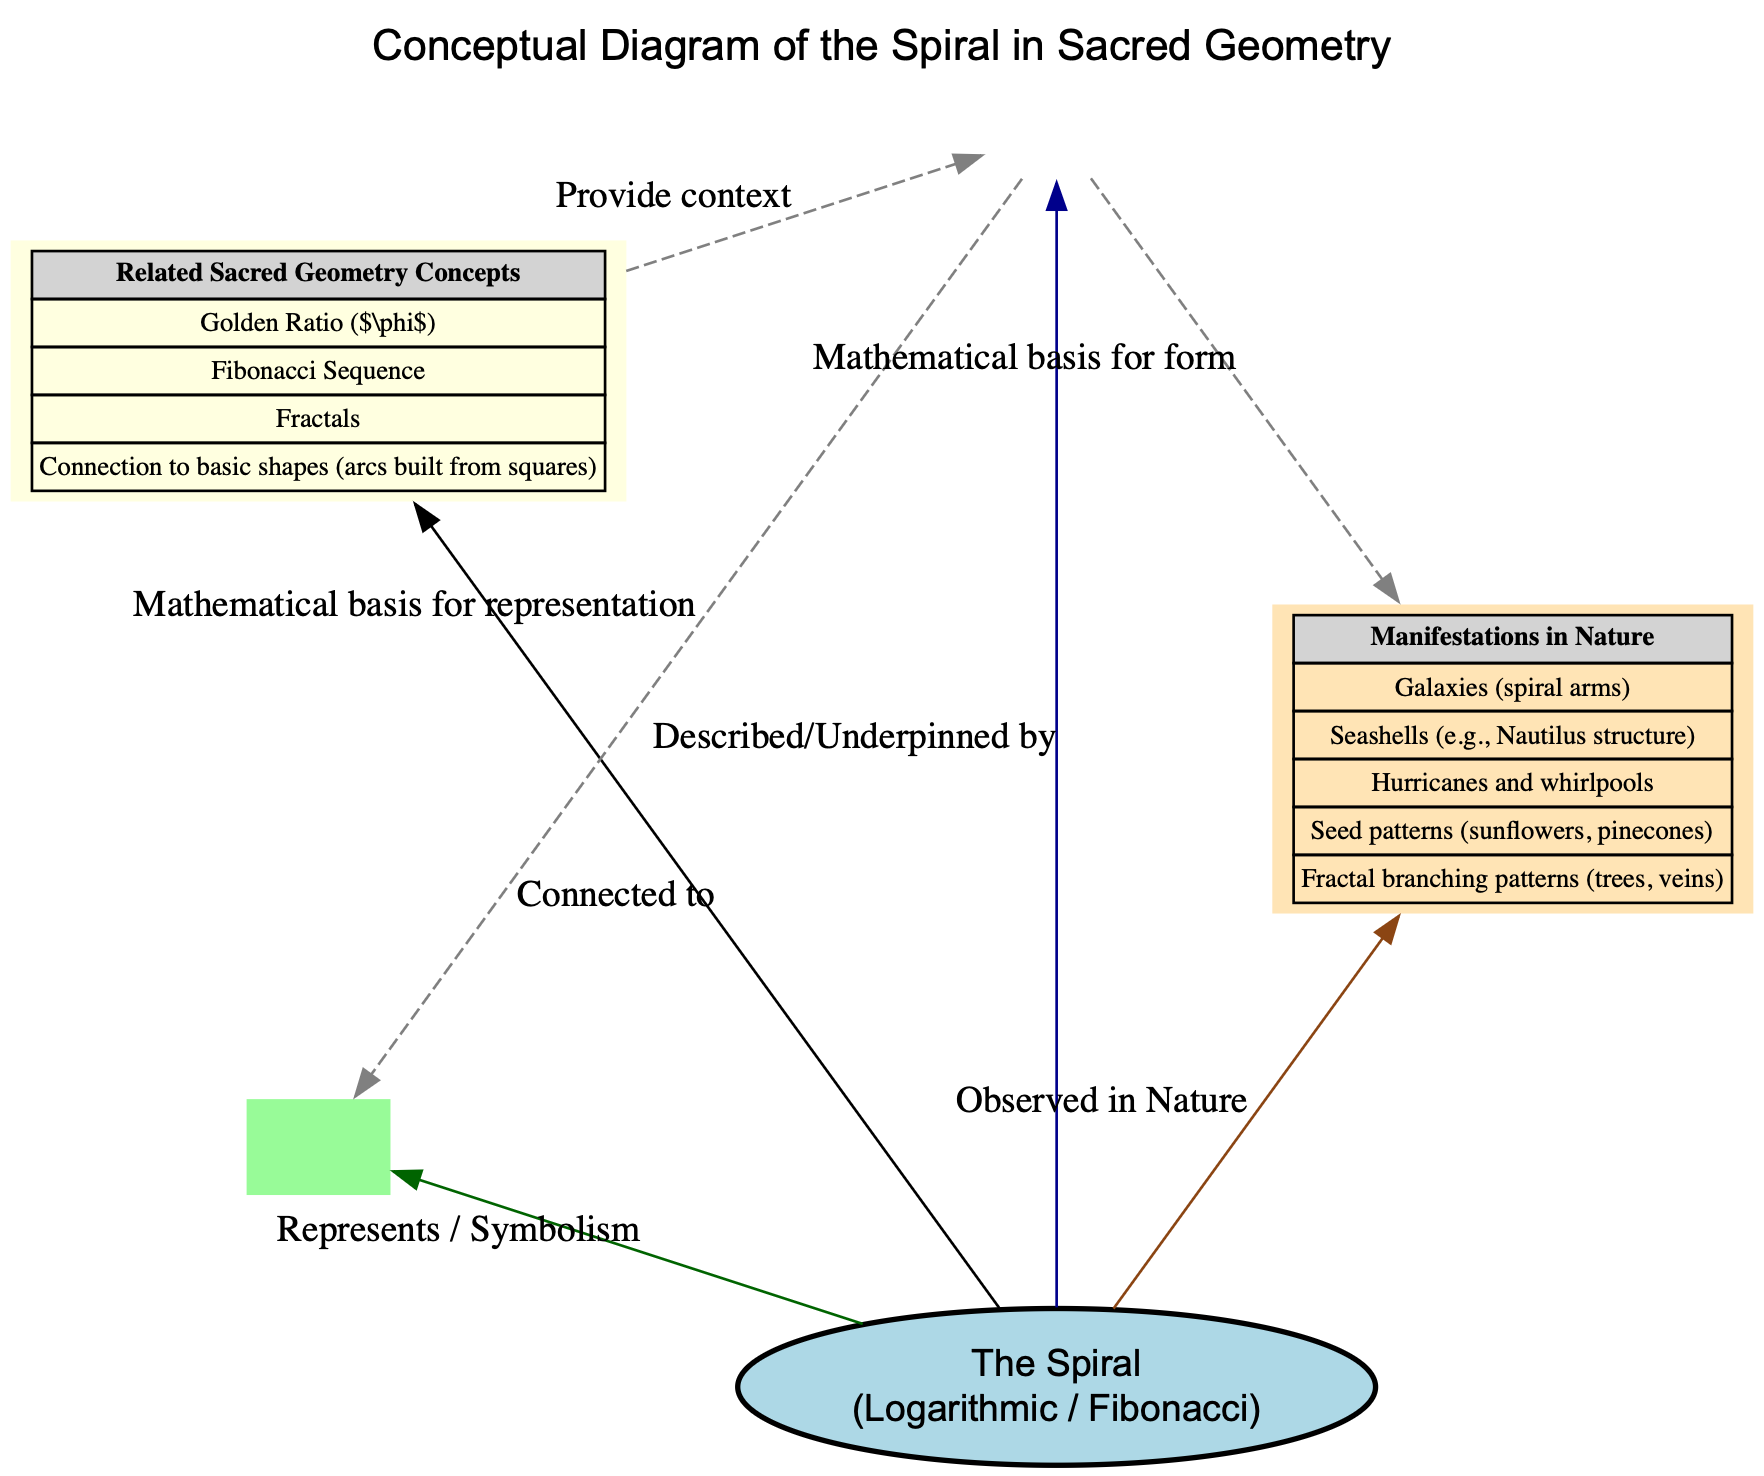 Conceptual Diagram of the Spiral in Sacred Geometry
Provide context
Related Sacred Geometry Concepts
Golden Ratio ($\phi$)
Fibonacci Sequence
Fractals
Connection to basic shapes (arcs built from squares)
Mathematical basis for form
Mathematical basis for representation
Manifestations in Nature
Galaxies (spiral arms)
Seashells (e.g., Nautilus structure)
Hurricanes and whirlpools
Seed patterns (sunflowers, pinecones)
Fractal branching patterns (trees, veins)
Described/Underpinned by
Connected to
Observed in Nature
Represents / Symbolism
The Spiral
(Logarithmic / Fibonacci)